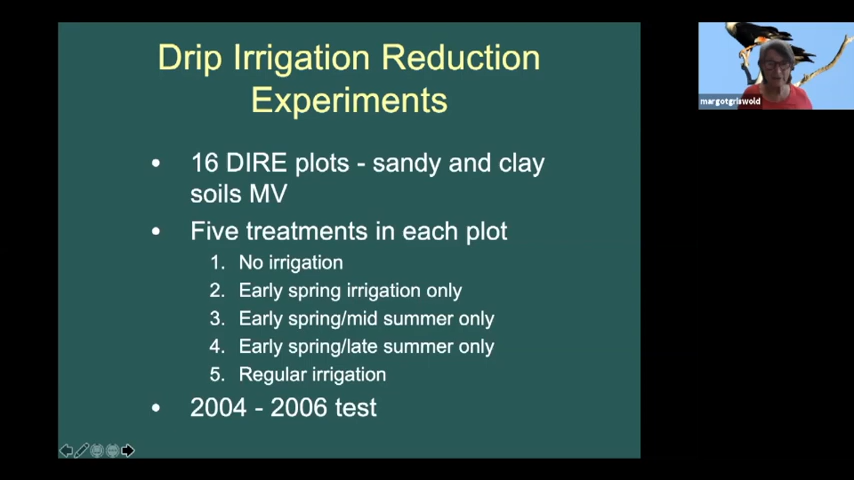 Drip Irrigation Reduction
Experiments
• 16 DIRE plots - sandy and clay
soils MV
• Five treatments in each plot
1. No irrigation
2. Early spring irrigation only
3. Early spring/mid summer only
4. Early spring/late summer only
5. Regular irrigation
• 2004 - 2006 test
margotgriswold